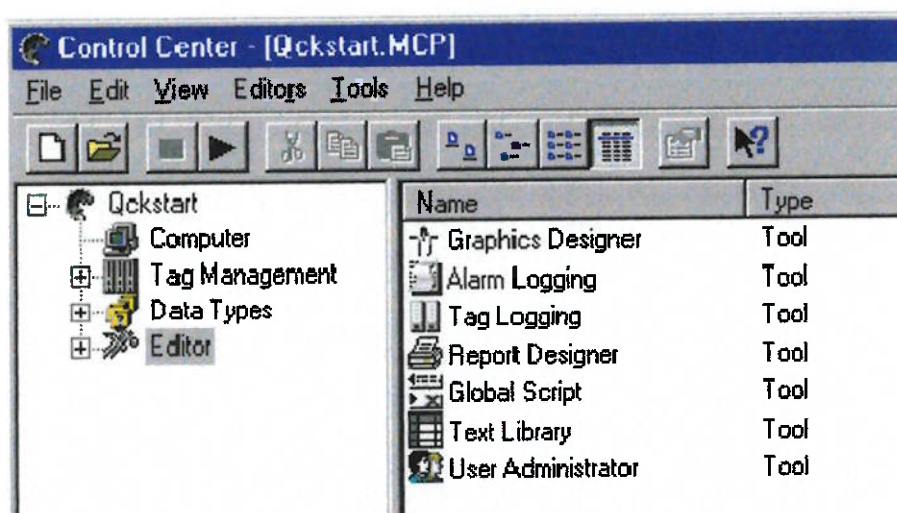 Control Center - [Qckstart.MCP]
File Edit View Editors Tools Help
Qckstart
Computer
Tag Management
Data Types
Editor
Name Type
Graphics Designer Tool
Alarm Logging Tool
Tag Logging Tool
Report Designer Tool
Global Script Tool
Text Library Tool
User Administrator Tool